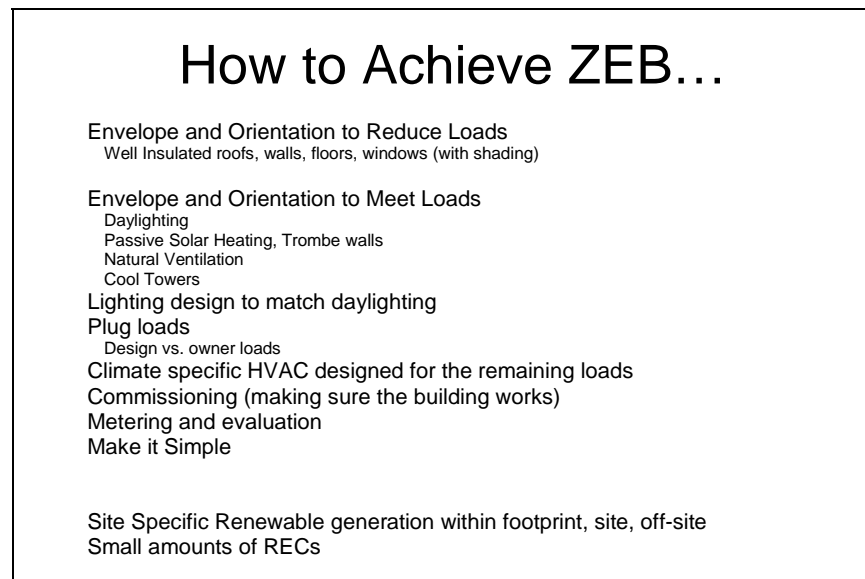 How to Achieve ZEB…
Envelope and Orientation to Reduce Loads
Well Insulated roofs, walls, floors, windows (with shading)
Envelope and Orientation to Meet Loads
Daylighting
Passive Solar Heating, Trombe walls
Natural Ventilation
Cool Towers
Lighting design to match daylighting
Plug loads
Design vs. owner loads
Climate specific HVAC designed for the remaining loads
Commissioning (making sure the building works)
Metering and evaluation
Make it Simple
Site Specific Renewable generation within footprint, site, off-site
Small amounts of RECs